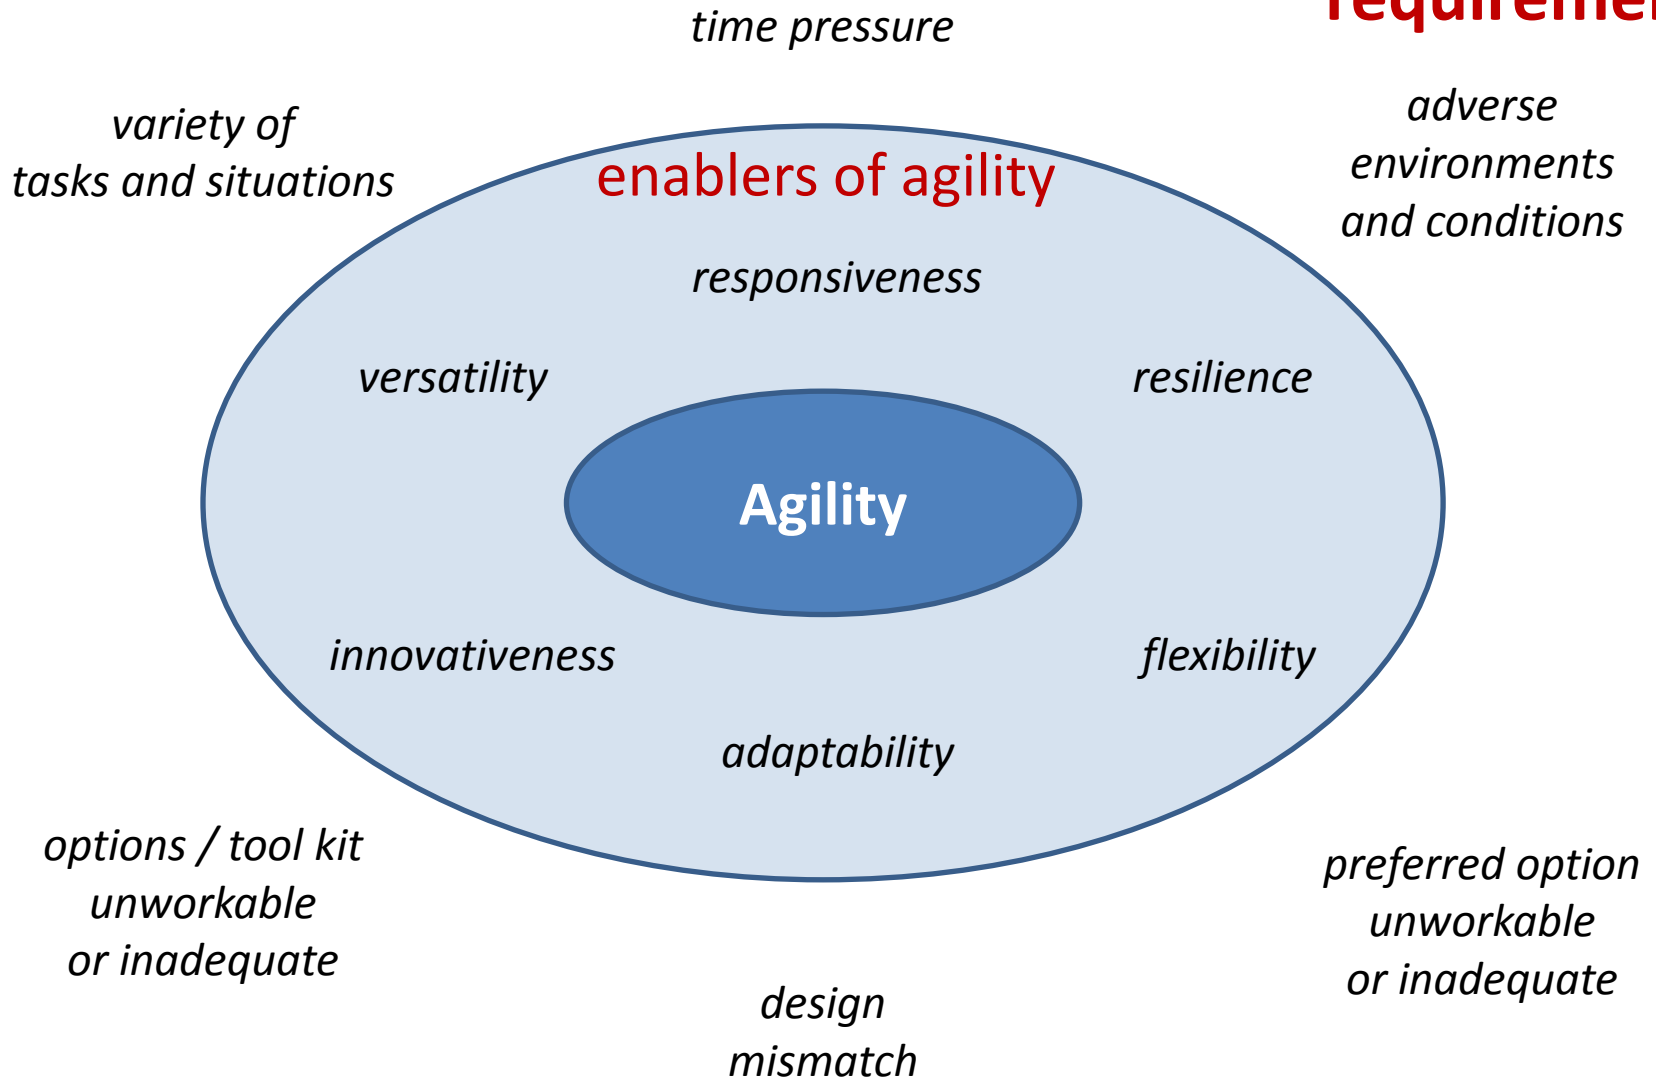 time pressure
variety of
tasks and situations
adverse
environments
and conditions
enablers of agility
responsiveness
versatility
resilience
Agility
innovativeness
flexibility
adaptability
options / tool kit
unworkable
or inadequate
preferred option
unworkable
or inadequate
design
mismatch